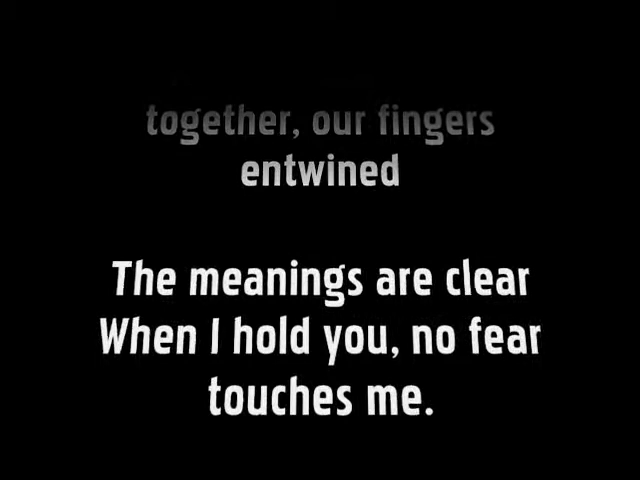 together, our fingers
entwined
The meanings are clear
When I hold you, no fear
touches me.